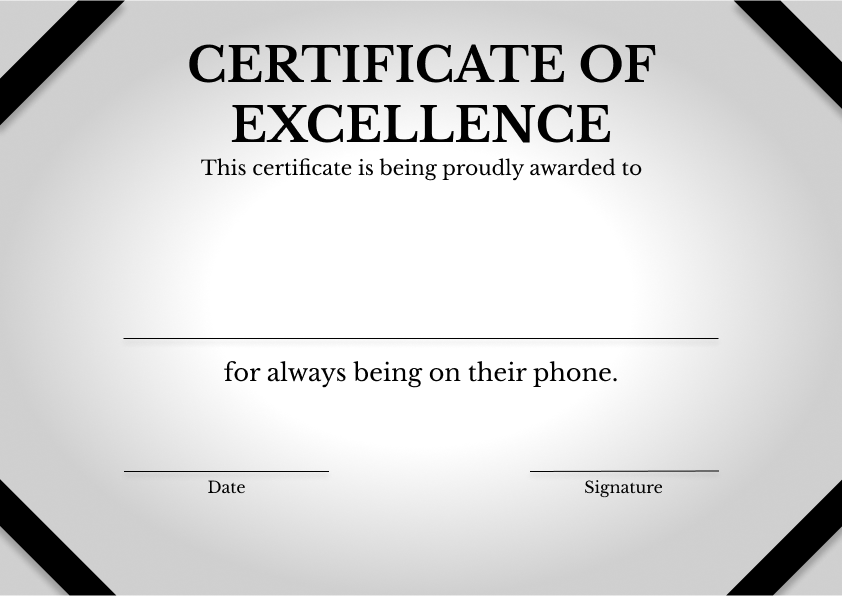 CERTIFICATE OF
EXCELLENCE
This certificate is being proudly awarded to
for always being on their phone.
Date
Signature